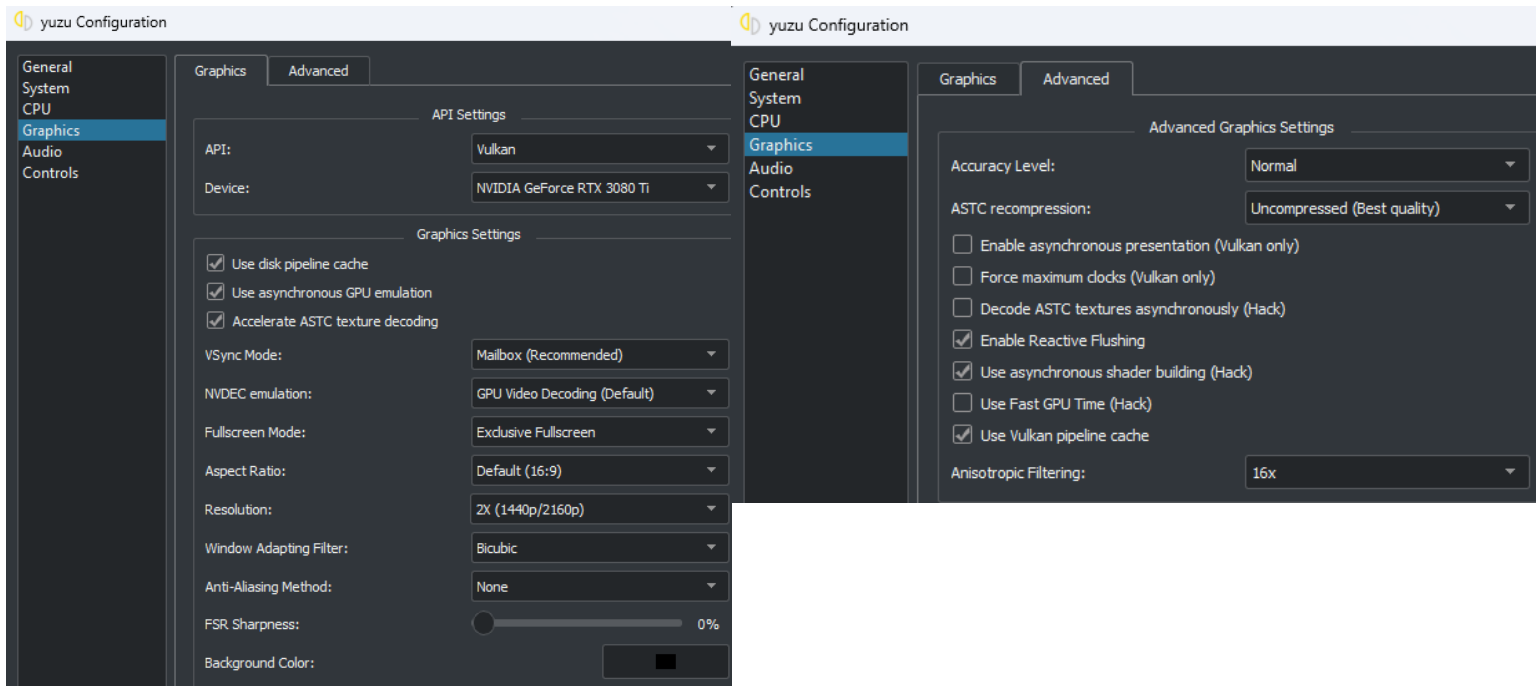 yuzu Configuration
General
System
CPU
Graphics
Audio
Controls
Graphics
Advanced
API Settings
API: Vulkan
Device: NVIDIA GeForce RTX 3080 Ti
Graphics Settings
Use disk pipeline cache
Use asynchronous GPU emulation
Accelerate ASTC texture decoding
VSync Mode: Mailbox (Recommended)
NVDEC emulation: GPU Video Decoding (Default)
Fullscreen Mode: Exclusive Fullscreen
Aspect Ratio: Default (16:9)
Resolution: 2X (1440p/2160p)
Window Adapting Filter: Bicubic
Anti-Aliasing Method: None
FSR Sharpness: 0%
Background Color:
yuzu Configuration
General
System
CPU
Graphics
Audio
Controls
Graphics
Advanced
Advanced Graphics Settings
Accuracy Level: Normal
ASTC recompression: Uncompressed (Best quality)
Enable asynchronous presentation (Vulkan only)
Force maximum clocks (Vulkan only)
Decode ASTC textures asynchronously (Hack)
Enable Reactive Flushing
Use asynchronous shader building (Hack)
Use Fast GPU Time (Hack)
Use Vulkan pipeline cache
Anisotropic Filtering: 16x